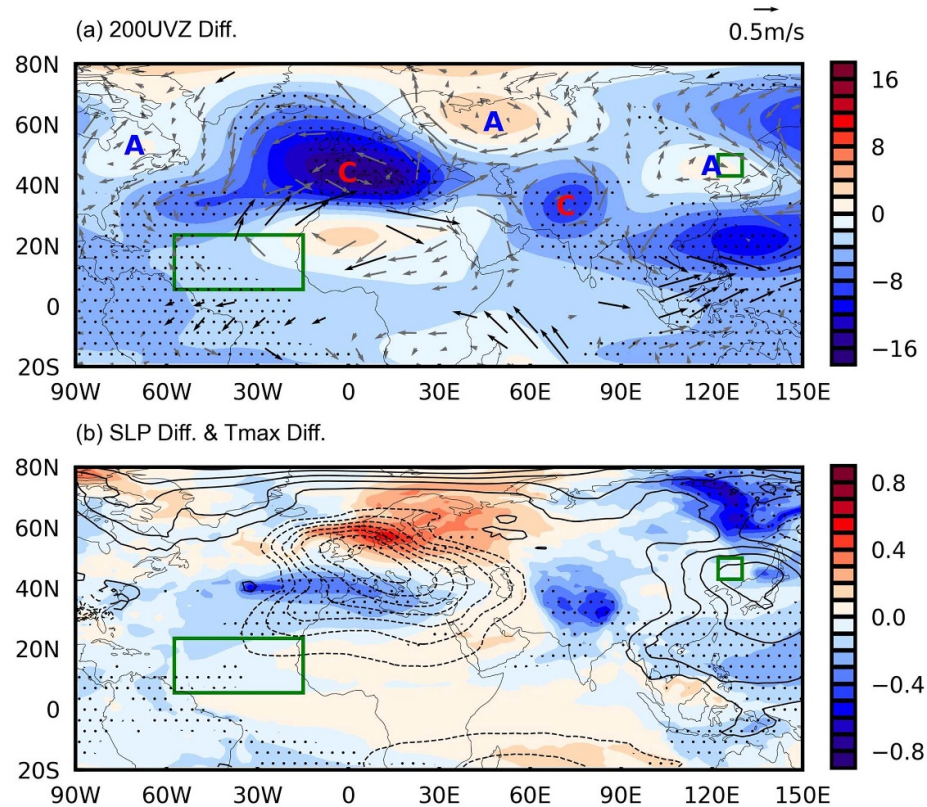 (a) 200UVZ Diff.
0.5m/s
80N
60N
40N
20N
0
20S
90W 60W 30W 0 30E 60E 90E 120E 150E
A
A
A
C
C
16
8
0
−8
−16
(b) SLP Diff. & Tmax Diff.
80N
60N
40N
20N
0
20S
90W 60W 30W 0 30E 60E 90E 120E 150E
0.8
0.4
0.0
−0.4
−0.8